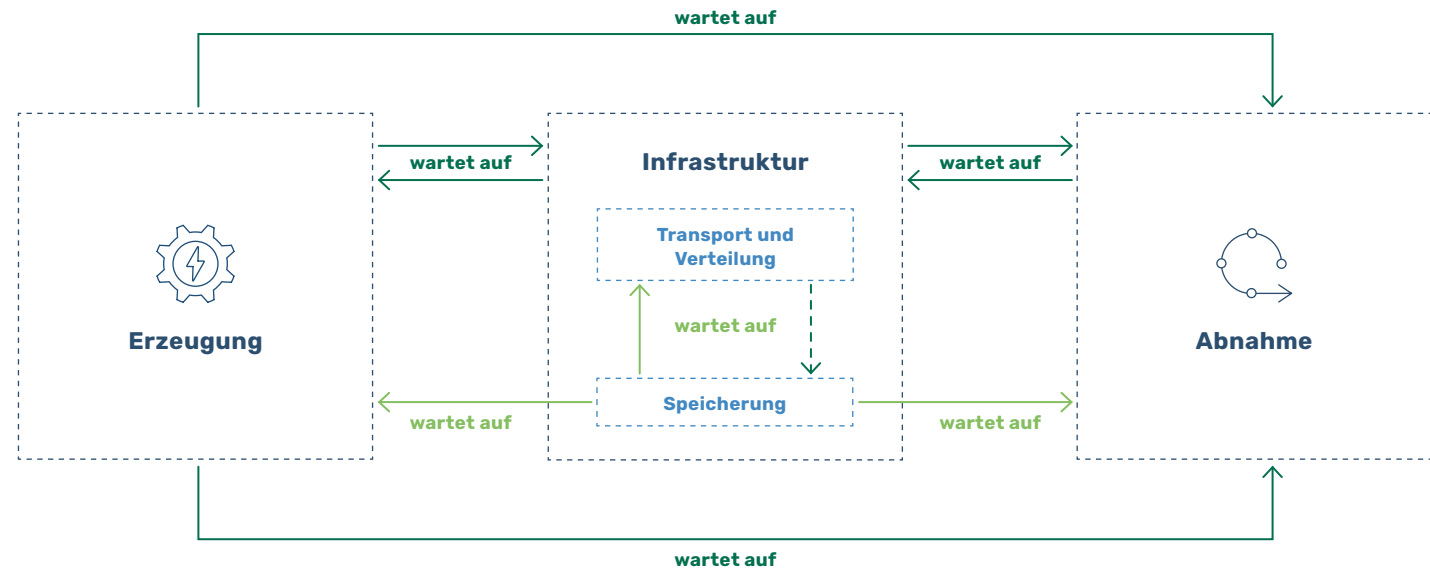 wartet auf
wartet auf
Infrastruktur
wartet auf
Transport und
Verteilung
wartet auf
Erzeugung
Abnahme
Speicherung
wartet auf
wartet auf
wartet auf